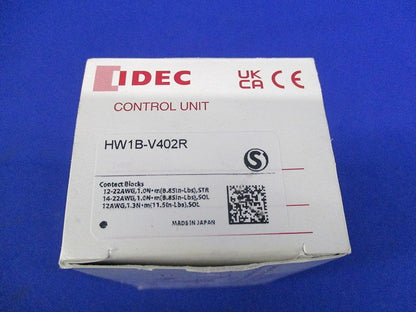 IDEC
UK
CA CE
CONTROL UNIT
HW1B-V402R
S
Contact Blocks
12-22AWG,1.0N•m(8.85In-Lbs),STR
14-22AWG,1.0N•m(8.85In-Lbs),SOL
12AWG,1.3N•m(11.5In-Lbs),SOL
MADE IN JAPAN